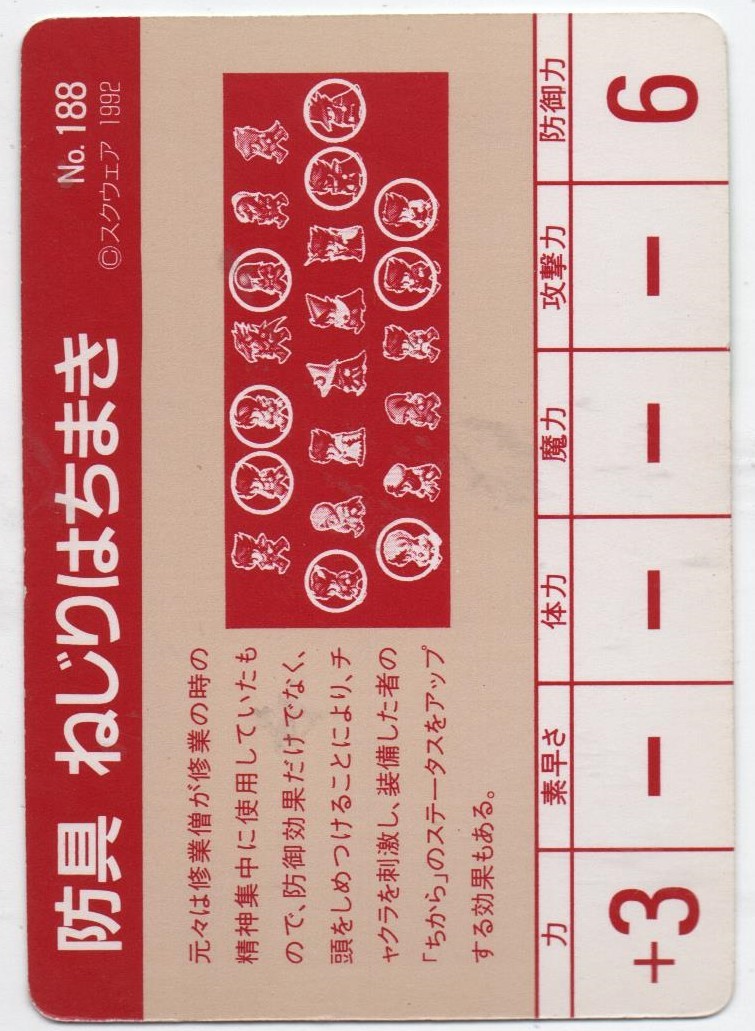 防具 ねじりはちまき
No. 188
©スクウェア 1992
元々は修業僧が修業の時の
精神集中に使用していたも
ので、防御効果だけでなく、
頭をしめつけることにより、チ
ャクラを刺激し、装備した者の
「ちから」のステータスをアップ
する効果もある。
力 素早さ 体力 魔力 攻撃力 防御力
+3 − − − − 6